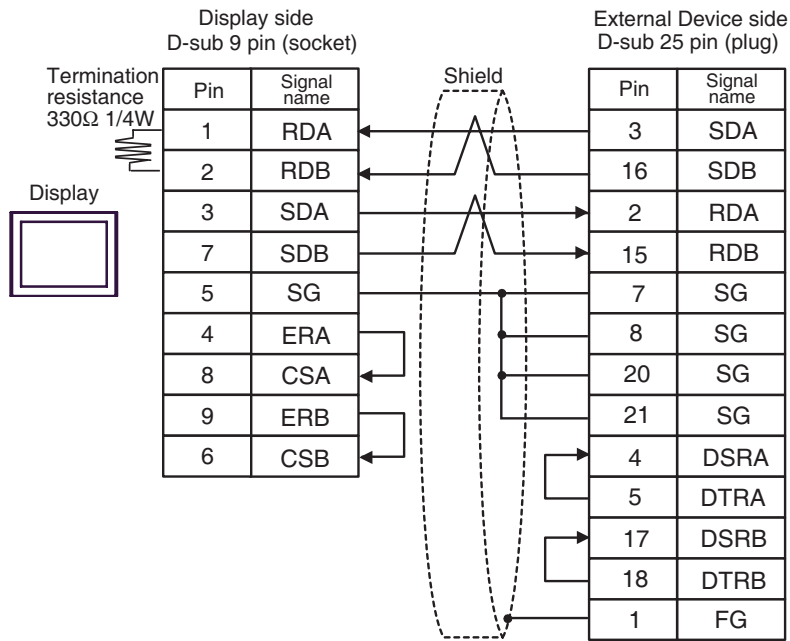 Display side
D-sub 9 pin (socket)
External Device side
D-sub 25 pin (plug)
Termination
resistance
330Ω 1/4W
Display
Shield
Pin Signal name
1 RDA
2 RDB
3 SDA
7 SDB
5 SG
4 ERA
8 CSA
9 ERB
6 CSB
Pin Signal name
3 SDA
16 SDB
2 RDA
15 RDB
7 SG
8 SG
20 SG
21 SG
4 DSRA
5 DTRA
17 DSRB
18 DTRB
1 FG